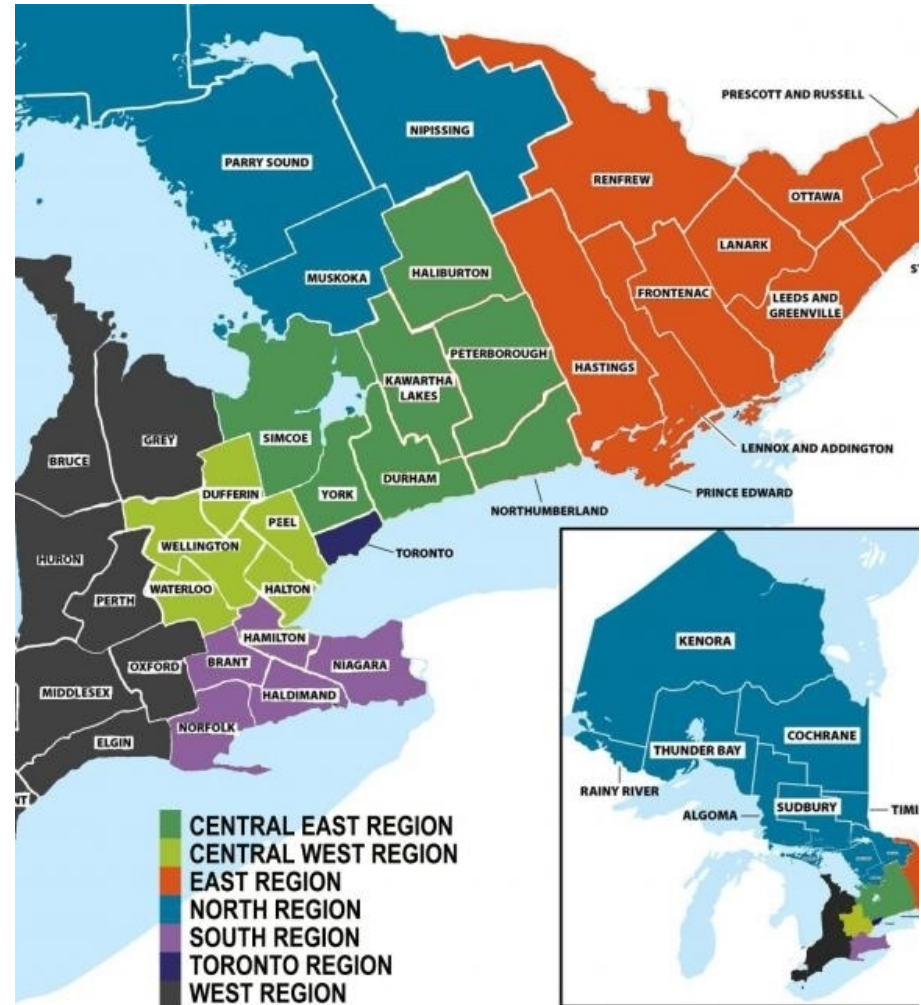 PRESCOTT AND RUSSELL
NIPISSING
PARRY SOUND
RENFREW
OTTAWA
LANARK
HALIBURTON
MUSKOKA
FRONTENAC
LEEDS AND
GREENVILLE
PETERBOROUGH
HASTINGS
KAWARTHA
LAKES
SIMCOE
GREY
BRUCE
LENNOX AND ADDINGTON
DURHAM
DUFFERIN
YORK
PRINCE EDWARD
NORTHUMBERLAND
PEEL
WELLINGTON
TORONTO
HURON
WATERLOO
HALTON
PERTH
HAMILTON
BRANT
NIAGARA
OXFORD
MIDDLESEX
HALDIMAND
NORFOLK
ELGIN
KENORA
COCHRANE
THUNDER BAY
RAINY RIVER
SUDBURY
ALGOMA
TIMI
NT
ST
CENTRAL EAST REGION
CENTRAL WEST REGION
EAST REGION
NORTH REGION
SOUTH REGION
TORONTO REGION
WEST REGION